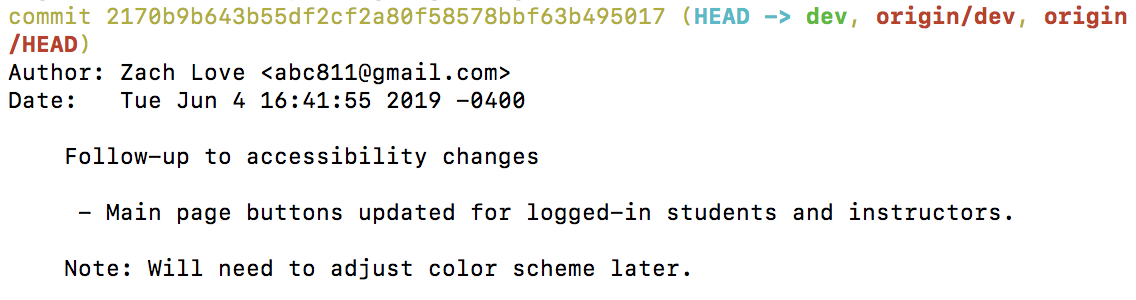 commit 2170b9b643b55df2cf2a80f58578bbf63b495017 (HEAD -> dev, origin/dev, origin
/HEAD)
Author: Zach Love <abc811@gmail.com>
Date:   Tue Jun 4 16:41:55 2019 -0400
Follow-up to accessibility changes
- Main page buttons updated for logged-in students and instructors.
Note: Will need to adjust color scheme later.